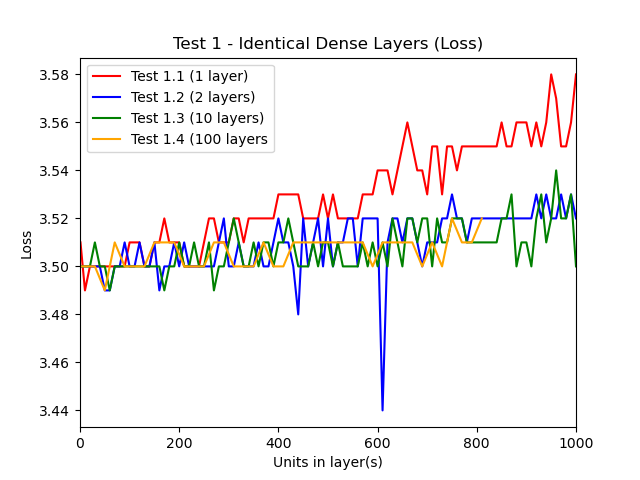 Test 1 - Identical Dense Layers (Loss)
3.58
3.56
3.54
3.52
3.50
3.48
3.46
3.44
Loss
Test 1.1 (1 layer)
Test 1.2 (2 layers)
Test 1.3 (10 layers)
Test 1.4 (100 layers
0 200 400 600 800 1000
Units in layer(s)